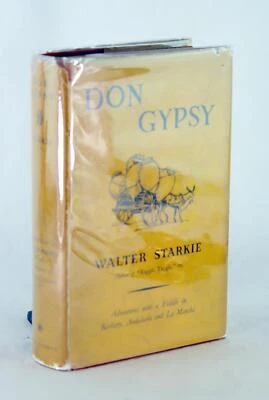 DON
GYPSY
WALTER STARKIE
Author of "Raggle-Taggle," etc.
Adventures with a Fiddle in
Barbary, Andalusia and La Mancha